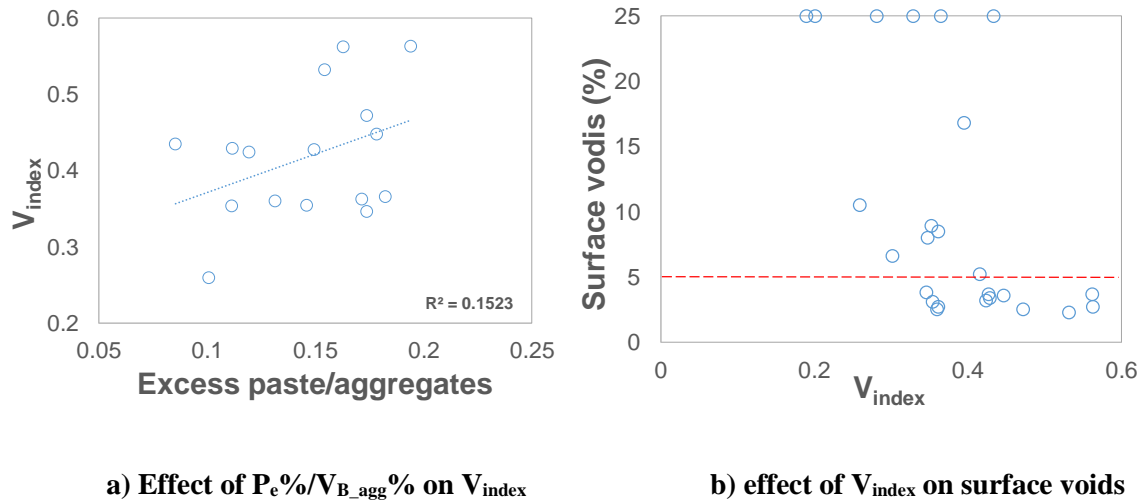 0.6
0.5
0.4
0.3
0.2
V_index
0.05 0.1 0.15 0.2 0.25
Excess paste/aggregates
R² = 0.1523
25
20
15
10
5
0
Surface vodis (%)
0 0.2 0.4 0.6
V_index
a) Effect of P_e%/V_B_agg% on V_index
b) effect of V_index on surface voids